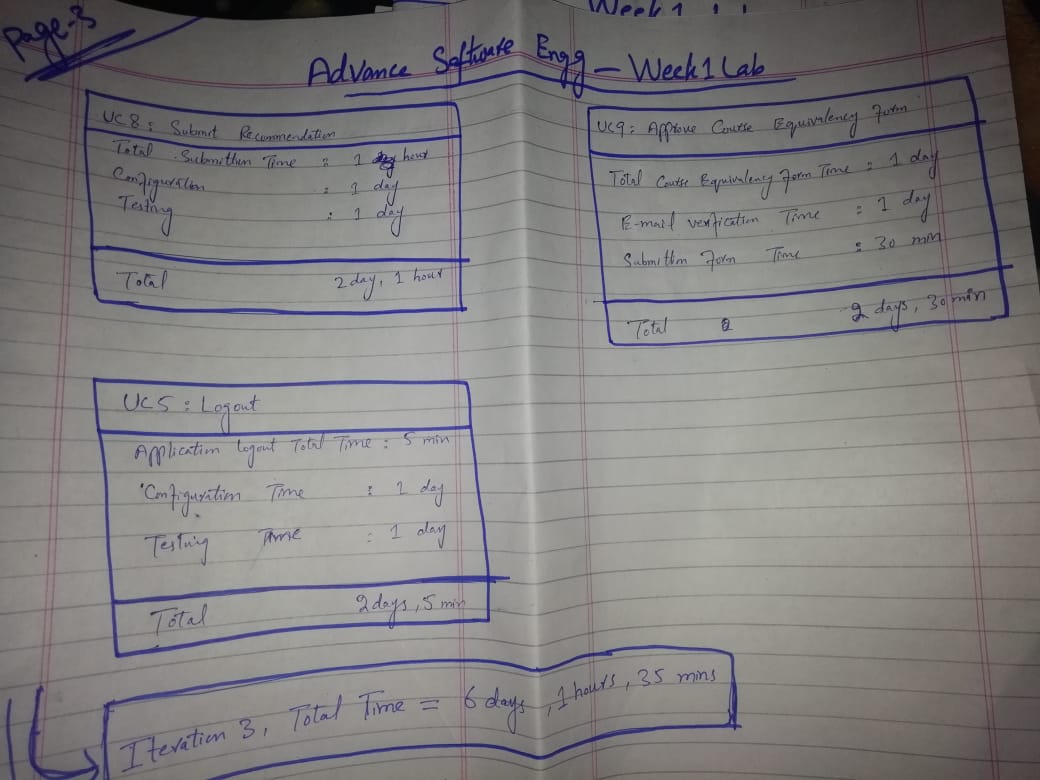 Page-3
Week 1
Advance Software Engg - Week 1 Lab
UC8: Submit Recommendation
Total Submition Time : 1 hour
Configuration : 1 day
Testing : 1 day
Total 2 day, 1 hour
UC9: Approve Course Equivalency Form
Total Course Equivalency Form Time : 1 day
E-mail verification Time : 1 day
Submition Form Time : 30 min
Total 2 days, 30 min
UC5 : Logout
Application Logout Total Time : 5 min
Configuration Time : 1 day
Testing Time : 1 day
Total 2 days, 5 min
Iteration 3, Total Time = 6 days, 1 hours, 35 mins